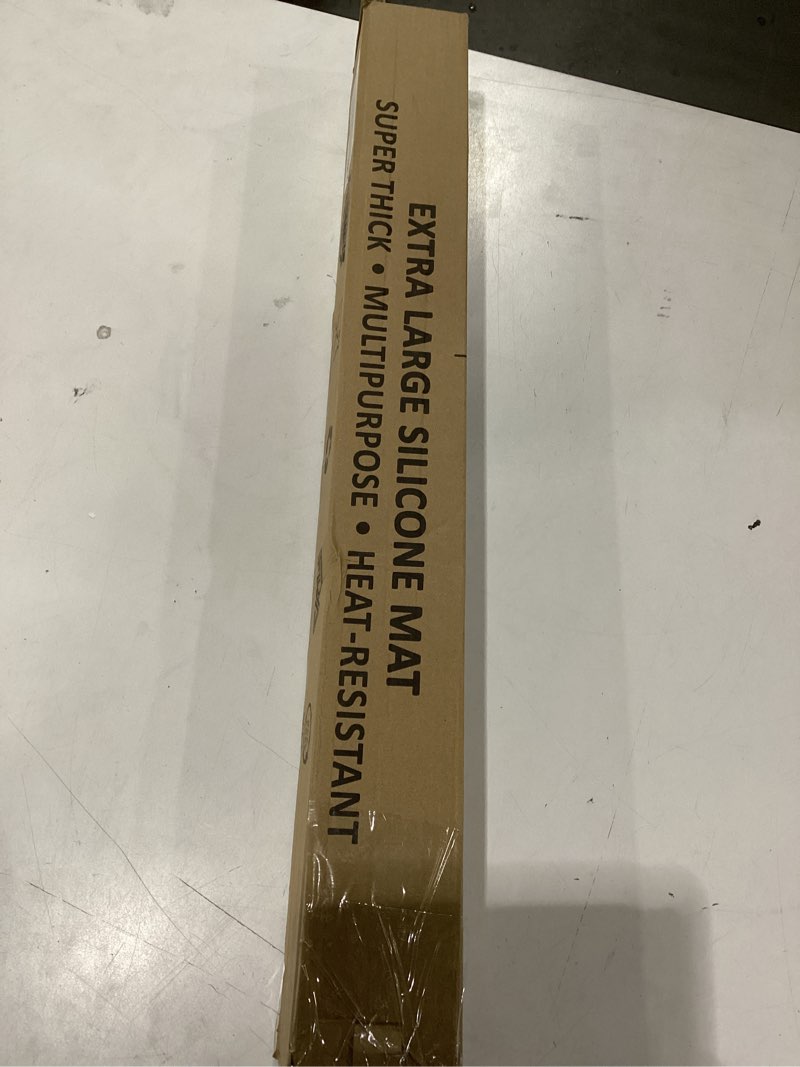 EXTRA LARGE SILICONE MAT
SUPER THICK • MULTIPURPOSE • HEAT-RESISTANT